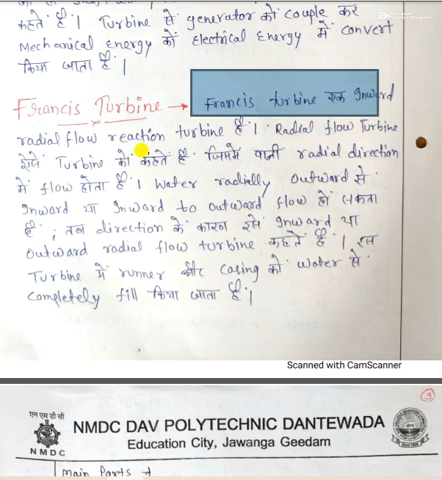 कहते हैं। Turbine से generator को couple कर
Mechanical Energy को Electrical Energy में convert
किया जाता है।
Francis Turbine → Francis turbine एक Inward
radial flow reaction turbine है। Radial flow Turbine
ऐसे Turbine को कहते हैं जिसमें पानी radial direction
में flow होता है। Water radially outward से
Inward या Inward to outward flow हो सकता
है, तब direction के कारण इसे Inward या
outward radial flow turbine कहते हैं। इस
Turbine में runner और casing को water से
completely fill किया जाता है।
Scanned with CamScanner
एन एम डी सी
NMDC
NMDC DAV POLYTECHNIC DANTEWADA
Education City, Jawanga Geedam
Main Parts →